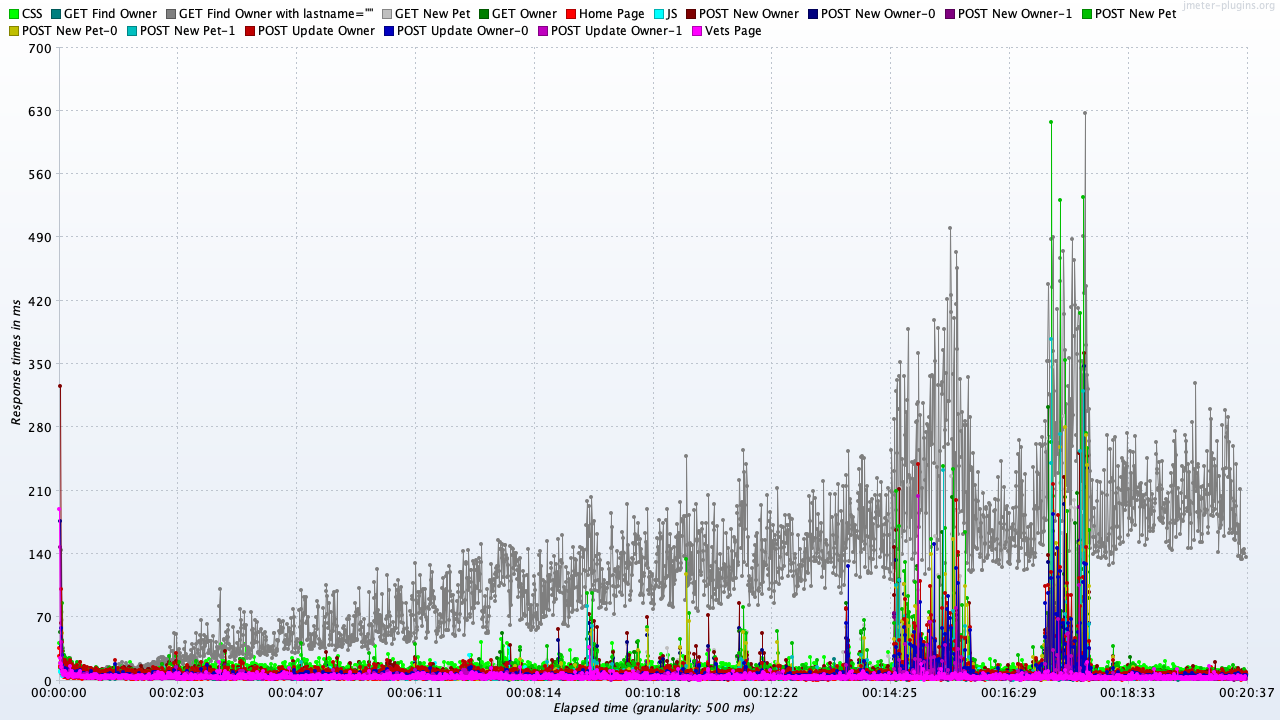 CSS GET Find Owner GET Find Owner with lastname="" GET New Pet GET Owner Home Page JS POST New Owner POST New Owner-0 POST New Owner-1 POST New Pet
jmeter-plugins.org
POST New Pet-0 POST New Pet-1 POST Update Owner POST Update Owner-0 POST Update Owner-1 Vets Page
700
630
560
490
420
350
280
210
140
70
0
Response times in ms
00:00:00 00:02:03 00:04:07 00:06:11 00:08:14 00:10:18 00:12:22 00:14:25 00:16:29 00:18:33 00:20:37
Elapsed time (granularity: 500 ms)